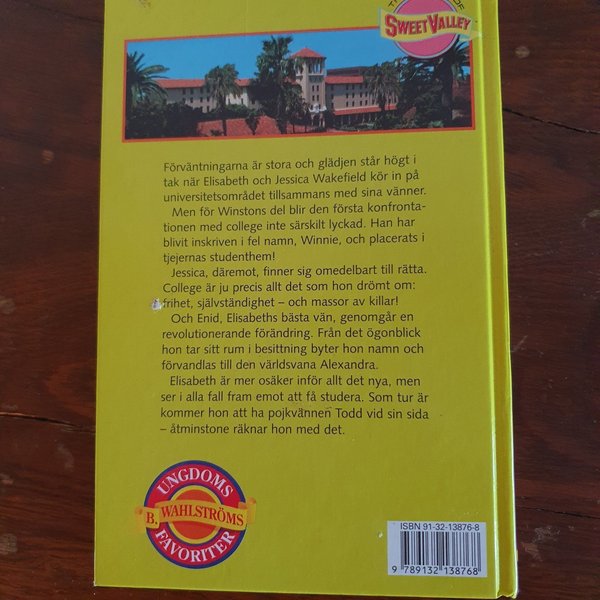 SWEET VALLEY
Förväntningarna är stora och glädjen står högt i
tak när Elisabeth och Jessica Wakefield kör in på
universitetsområdet tillsammans med sina vänner.
Men för Winstons del blir den första konfronta-
tionen med college inte särskilt lyckad. Han har
blivit inskriven i fel namn, Winnie, och placerats i
tjejernas studenthem!
Jessica, däremot, finner sig omedelbart till rätta.
College är ju precis allt det som hon drömt om:
frihet, självständighet – och massor av killar!
Och Enid, Elisabeths bästa vän, genomgår en
revolutionerande förändring. Från det ögonblick
hon tar sitt rum i besittning byter hon namn och
förvandlas till den världsvana Alexandra.
Elisabeth är mer osäker inför allt det nya, men
ser i alla fall fram emot att få studera. Som tur är
kommer hon att ha pojkvännen Todd vid sin sida
– åtminstone räknar hon med det.
UNGDOMS
B. WAHLSTRÖMS
FAVORITER
ISBN 91-32-13876-8
9 789132 138768